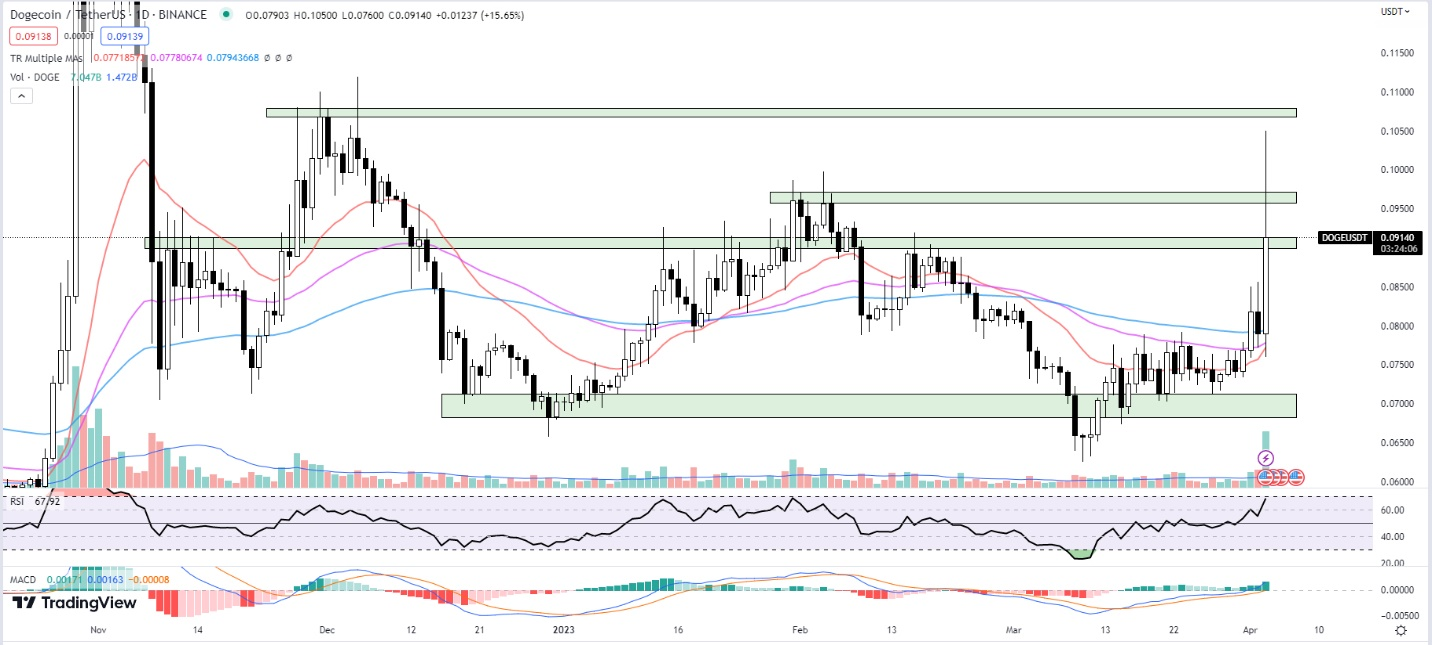 Dogecoin / TetherUS · 1D · BINANCE O0.07903 H0.10500 L0.07600 C0.09140 +0.01237 (+15.65%)
USDT
0.09138 0.00001 0.09139
TR Multiple MAs 0.0771857 0.07780674 0.07943668 Ø Ø Ø
Vol · DOGE 7.047B 1.472B
0.11500
0.11000
0.10500
0.10000
0.09500
DOGEUSDT 0.09140
03:24:06
0.08500
0.08000
0.07500
0.07000
0.06500
0.06000
RSI 67.92
60.00
40.00
20.00
MACD 0.00171 0.00163 −0.00008
0.00000
TradingView
−0.00500
Nov 14 Dec 12 21 2023 16 Feb 13 Mar 13 22 Apr 10